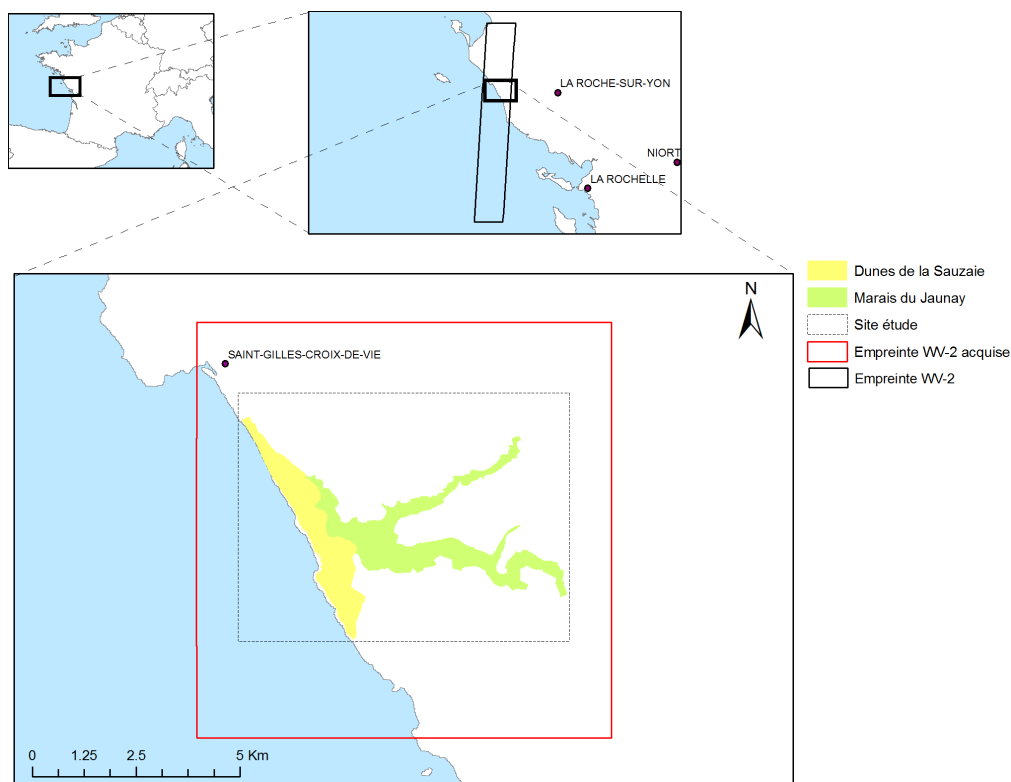 LA ROCHE-SUR-YON
NIORT
LA ROCHELLE
Dunes de la Sauzaie
Marais du Jaunay
Site étude
Empreinte WV-2 acquise
Empreinte WV-2
N
SAINT-GILLES-CROIX-DE-VIE
0 1.25 2.5 5 Km